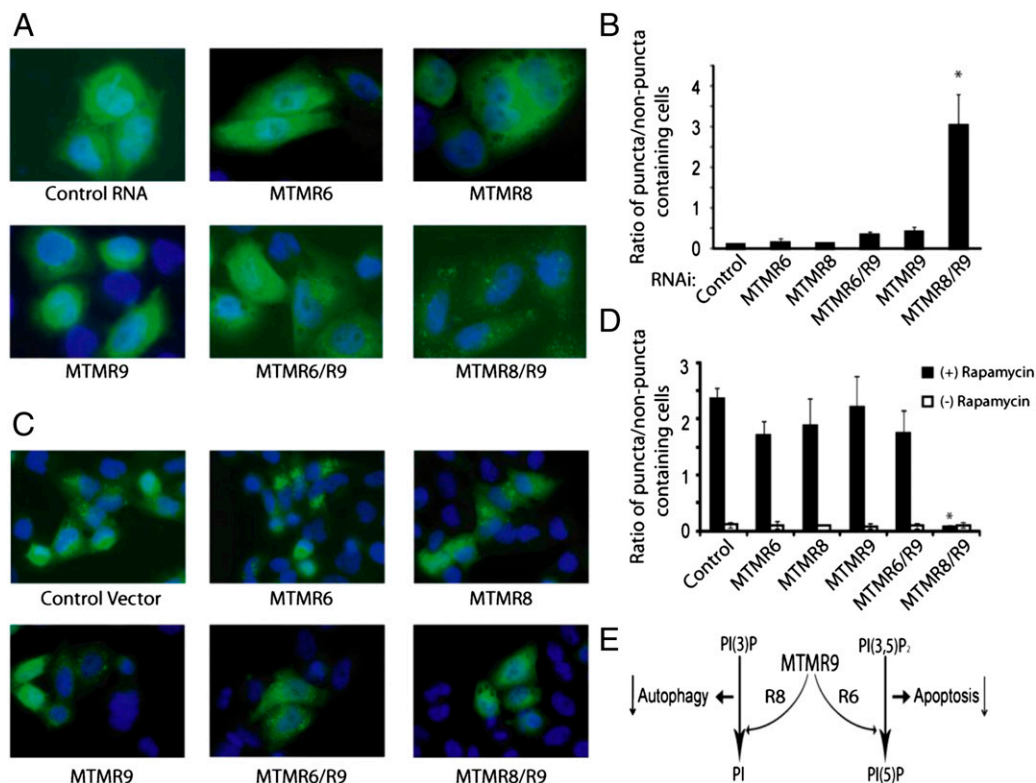 A
Control RNA
MTMR6
MTMR8
MTMR9
MTMR6/R9
MTMR8/R9
B
Ratio of puncta/non-puncta
containing cells
4
3
2
1
0
*
RNAi:
Control
MTMR6
MTMR8
MTMR6/R9
MTMR9
MTMR8/R9
C
Control Vector
MTMR6
MTMR8
MTMR9
MTMR6/R9
MTMR8/R9
D
Ratio of puncta/non-puncta
containing cells
3
2
1
0
(+) Rapamycin
(-) Rapamycin
*
Control
MTMR6
MTMR8
MTMR9
MTMR6/R9
MTMR8/R9
E
PI(3)P
MTMR9
PI(3,5)P₂
Autophagy
R8
R6
Apoptosis
PI
PI(5)P